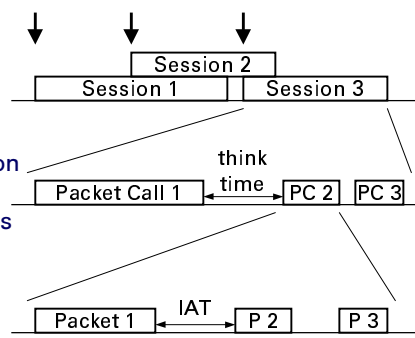 Session 2
Session 1 Session 3
on
think
time
Packet Call 1 PC 2 PC 3
s
IAT
Packet 1 P 2 P 3